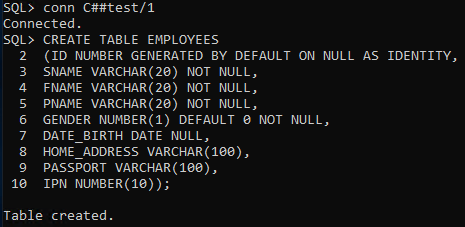 SQL> conn C##test/1
Connected.
SQL> CREATE TABLE EMPLOYEES
2 (ID NUMBER GENERATED BY DEFAULT ON NULL AS IDENTITY,
3 SNAME VARCHAR(20) NOT NULL,
4 FNAME VARCHAR(20) NOT NULL,
5 PNAME VARCHAR(20) NOT NULL,
6 GENDER NUMBER(1) DEFAULT 0 NOT NULL,
7 DATE_BIRTH DATE NULL,
8 HOME_ADDRESS VARCHAR(100),
9 PASSPORT VARCHAR(100),
10 IPN NUMBER(10));
Table created.